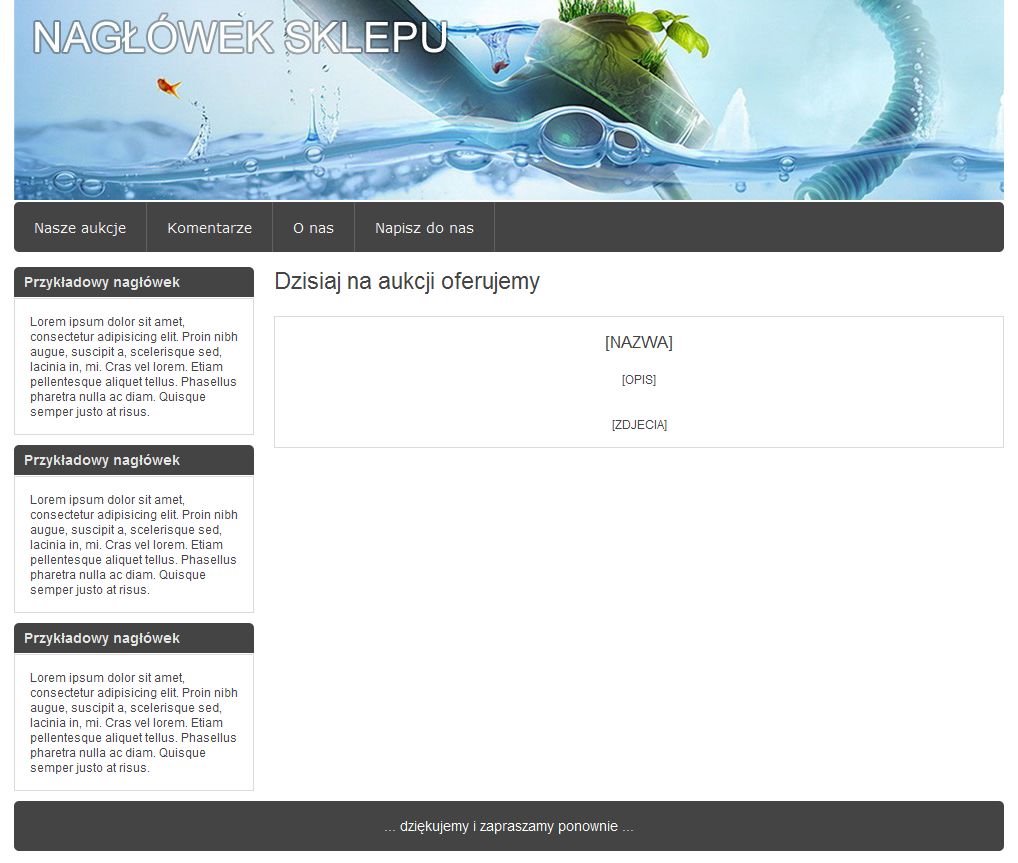 NAGŁÓWEK SKLEPU
Nasze aukcje
Komentarze
O nas
Napisz do nas
Przykładowy nagłówek
Lorem ipsum dolor sit amet,
consectetur adipisicing elit. Proin nibh
augue, suscipit a, scelerisque sed,
lacinia in, mi. Cras vel lorem. Etiam
pellentesque aliquet tellus. Phasellus
pharetra nulla ac diam. Quisque
semper justo at risus.
Przykładowy nagłówek
Lorem ipsum dolor sit amet,
consectetur adipisicing elit. Proin nibh
augue, suscipit a, scelerisque sed,
lacinia in, mi. Cras vel lorem. Etiam
pellentesque aliquet tellus. Phasellus
pharetra nulla ac diam. Quisque
semper justo at risus.
Przykładowy nagłówek
Lorem ipsum dolor sit amet,
consectetur adipisicing elit. Proin nibh
augue, suscipit a, scelerisque sed,
lacinia in, mi. Cras vel lorem. Etiam
pellentesque aliquet tellus. Phasellus
pharetra nulla ac diam. Quisque
semper justo at risus.
Dzisiaj na aukcji oferujemy
[NAZWA]
[OPIS]
[ZDJECIA]
... dziękujemy i zapraszamy ponownie ...